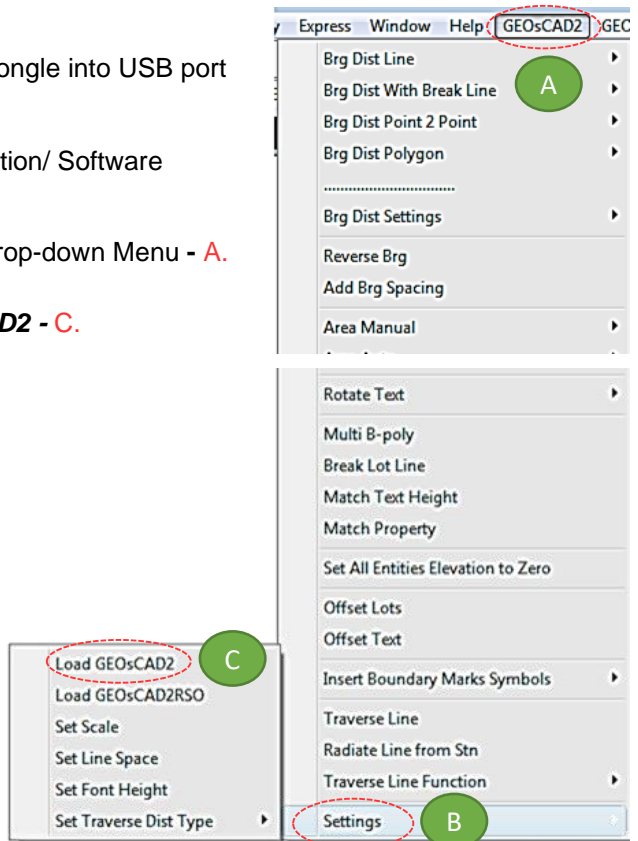 ongle into USB port
tion/ Software
rop-down Menu - A.
D2 - C.
Express Window Help GEOsCAD2 GEO
A
Brg Dist Line
Brg Dist With Break Line
Brg Dist Point 2 Point
Brg Dist Polygon
.................................
Brg Dist Settings
Reverse Brg
Add Brg Spacing
Area Manual
Rotate Text
Multi B-poly
Break Lot Line
Match Text Height
Match Property
Set All Entities Elevation to Zero
Offset Lots
Offset Text
Insert Boundary Marks Symbols
Traverse Line
Radiate Line from Stn
Traverse Line Function
Settings B
Load GEOsCAD2 C
Load GEOsCAD2RSO
Set Scale
Set Line Space
Set Font Height
Set Traverse Dist Type